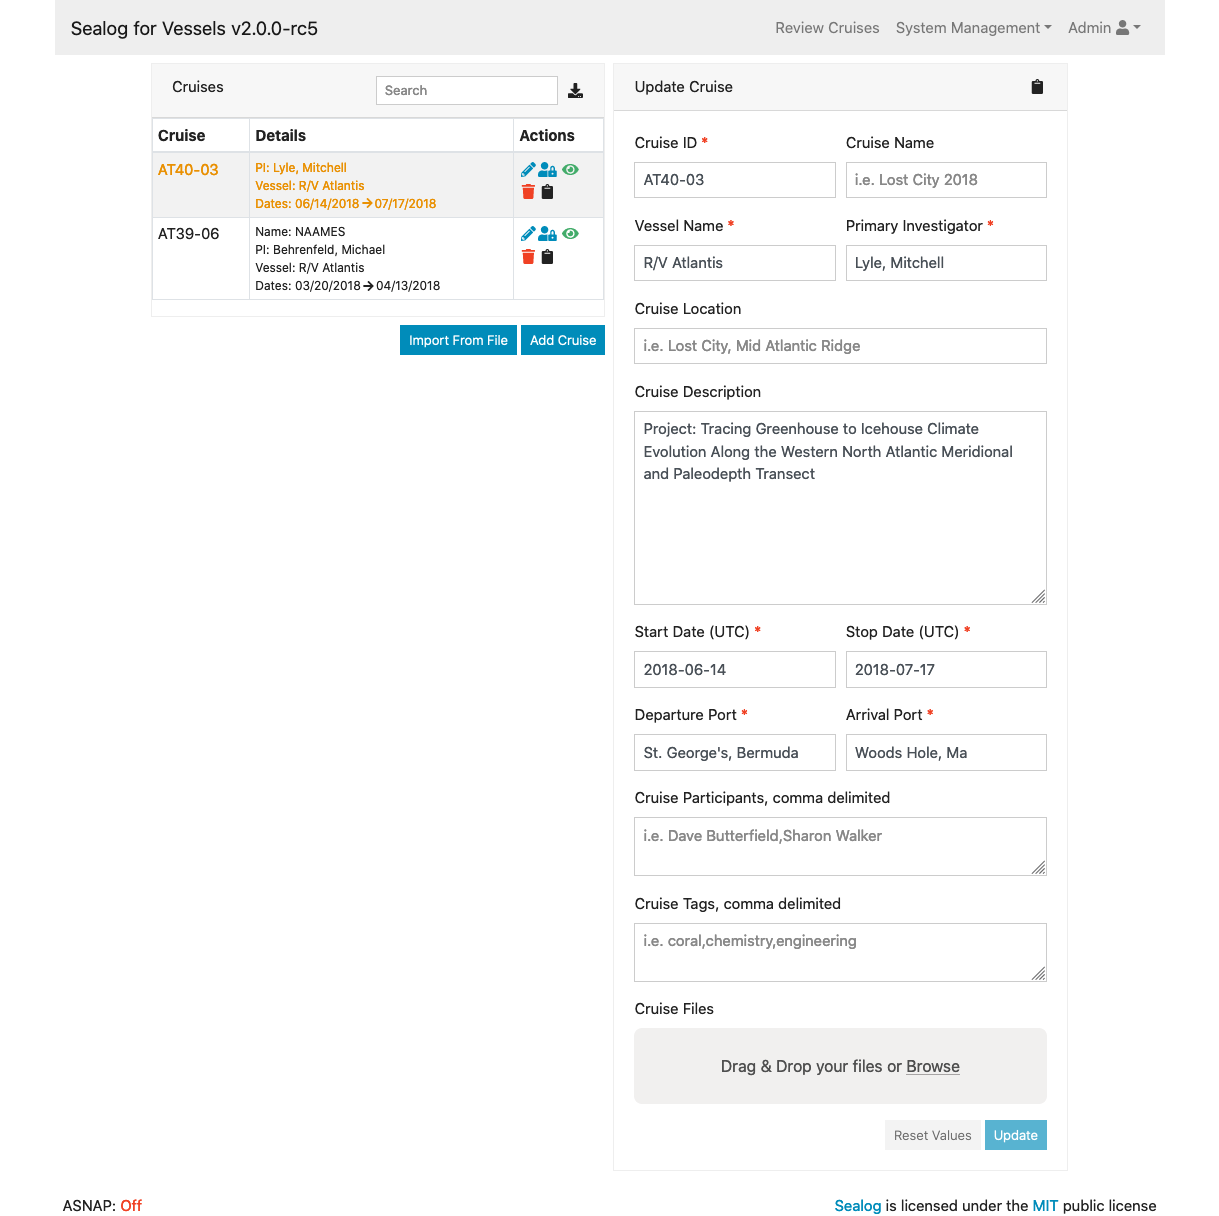 Sealog for Vessels v2.0.0-rc5
Review Cruises
System Management
Admin
Cruises
Search
Cruise
Details
Actions
AT40-03
PI: Lyle, Mitchell
Vessel: R/V Atlantis
Dates: 06/14/2018 → 07/17/2018
AT39-06
Name: NAAMES
PI: Behrenfeld, Michael
Vessel: R/V Atlantis
Dates: 03/20/2018 → 04/13/2018
Import From File
Add Cruise
Update Cruise
Cruise ID *
Cruise Name
AT40-03
i.e. Lost City 2018
Vessel Name *
Primary Investigator *
R/V Atlantis
Lyle, Mitchell
Cruise Location
i.e. Lost City, Mid Atlantic Ridge
Cruise Description
Project: Tracing Greenhouse to Icehouse Climate
Evolution Along the Western North Atlantic Meridional
and Paleodepth Transect
Start Date (UTC) *
Stop Date (UTC) *
2018-06-14
2018-07-17
Departure Port *
Arrival Port *
St. George's, Bermuda
Woods Hole, Ma
Cruise Participants, comma delimited
i.e. Dave Butterfield,Sharon Walker
Cruise Tags, comma delimited
i.e. coral,chemistry,engineering
Cruise Files
Drag & Drop your files or Browse
Reset Values
Update
ASNAP: Off
Sealog is licensed under the MIT public license